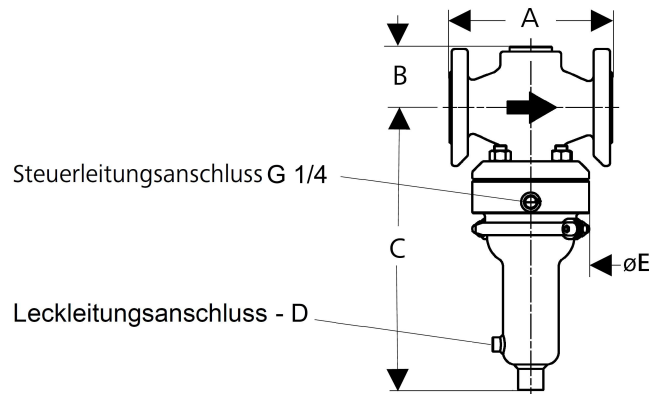 A
B
Steuerleitungsanschluss G 1/4
C
øE
Leckleitungsanschluss - D